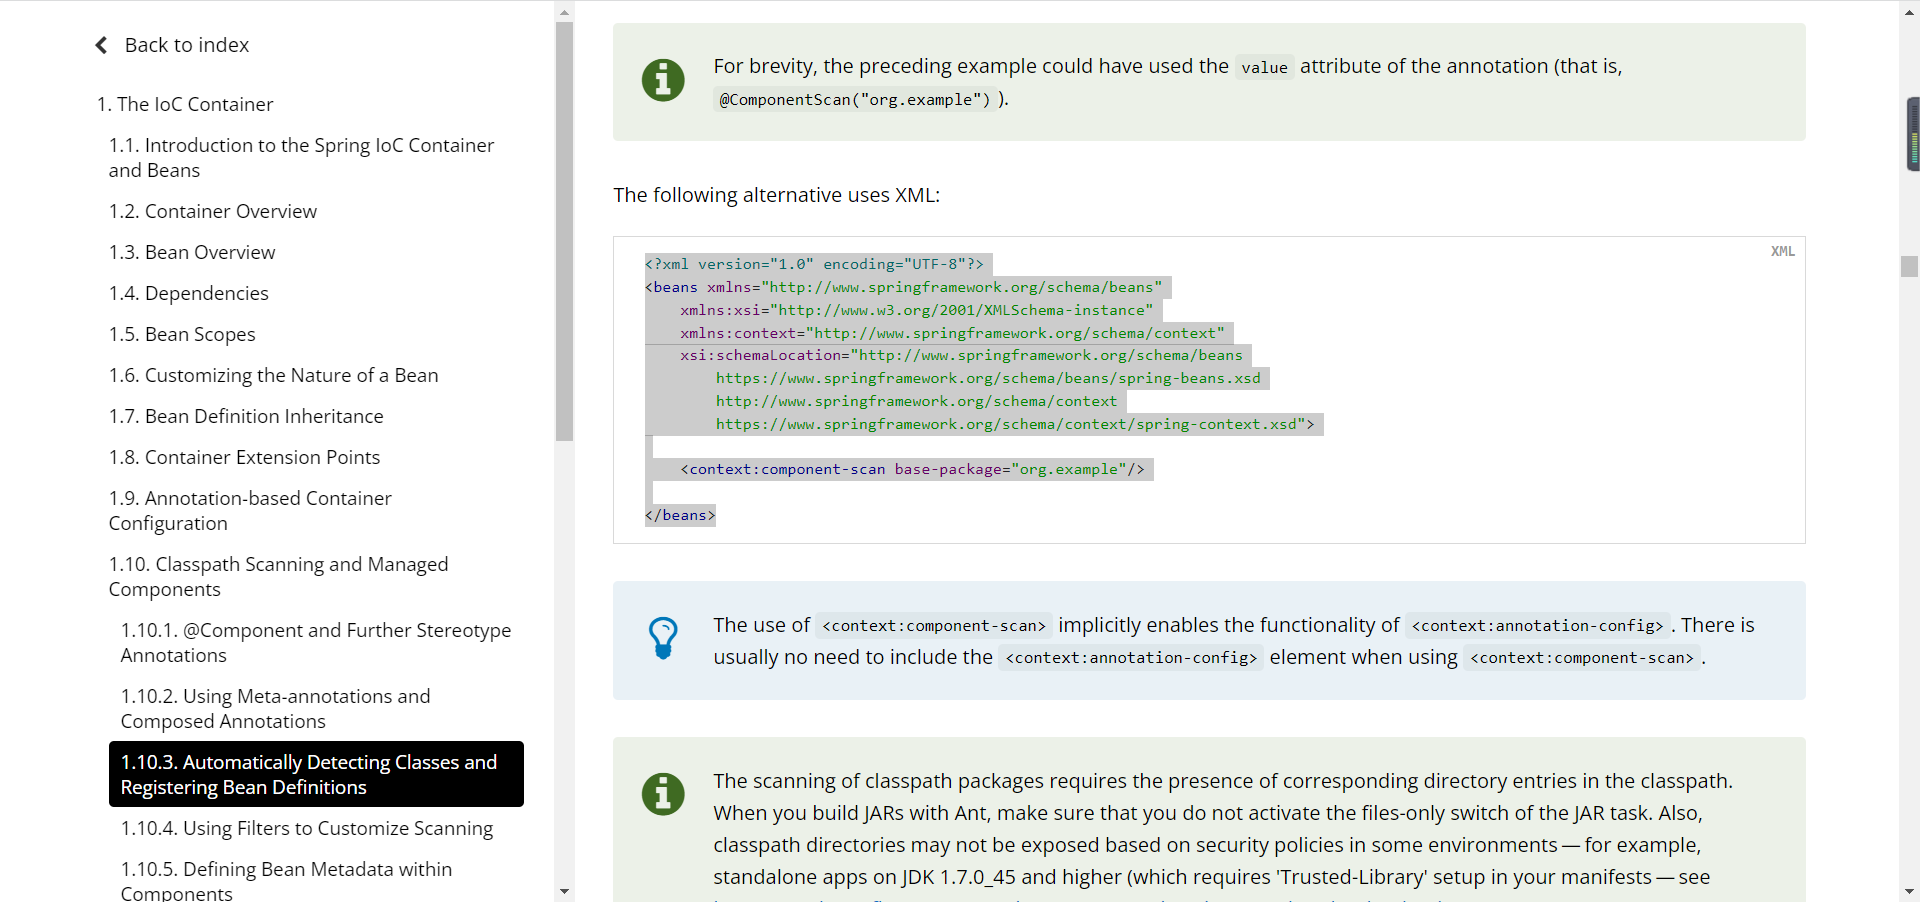 Back to index
1. The IoC Container
1.1. Introduction to the Spring IoC Container
and Beans
1.2. Container Overview
1.3. Bean Overview
1.4. Dependencies
1.5. Bean Scopes
1.6. Customizing the Nature of a Bean
1.7. Bean Definition Inheritance
1.8. Container Extension Points
1.9. Annotation-based Container
Configuration
1.10. Classpath Scanning and Managed
Components
1.10.1. @Component and Further Stereotype
Annotations
1.10.2. Using Meta-annotations and
Composed Annotations
1.10.3. Automatically Detecting Classes and
Registering Bean Definitions
1.10.4. Using Filters to Customize Scanning
1.10.5. Defining Bean Metadata within
Components
For brevity, the preceding example could have used the value attribute of the annotation (that is,
@ComponentScan("org.example") ).
The following alternative uses XML:
XML
<?xml version="1.0" encoding="UTF-8"?>
<beans xmlns="http://www.springframework.org/schema/beans"
    xmlns:xsi="http://www.w3.org/2001/XMLSchema-instance"
    xmlns:context="http://www.springframework.org/schema/context"
    xsi:schemaLocation="http://www.springframework.org/schema/beans
        https://www.springframework.org/schema/beans/spring-beans.xsd
        http://www.springframework.org/schema/context
        https://www.springframework.org/schema/context/spring-context.xsd">
    <context:component-scan base-package="org.example"/>
</beans>
The use of <context:component-scan> implicitly enables the functionality of <context:annotation-config>. There is
usually no need to include the <context:annotation-config> element when using <context:component-scan>.
The scanning of classpath packages requires the presence of corresponding directory entries in the classpath.
When you build JARs with Ant, make sure that you do not activate the files-only switch of the JAR task. Also,
classpath directories may not be exposed based on security policies in some environments — for example,
standalone apps on JDK 1.7.0_45 and higher (which requires 'Trusted-Library' setup in your manifests — see